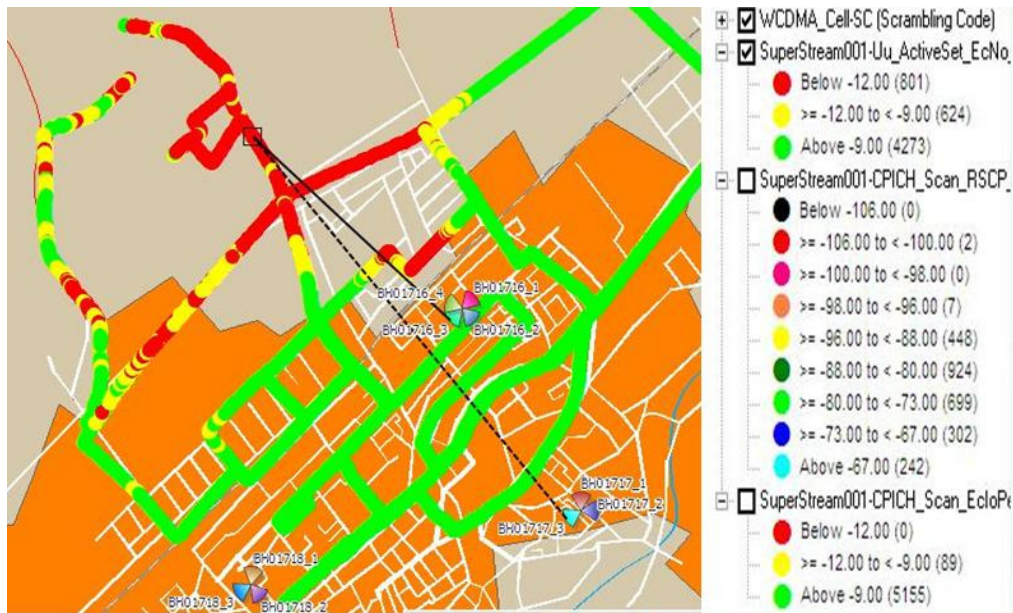 WCDMA_Cell-SC (Scrambling Code)
SuperStream001-Uu_ActiveSet_EcNo_
Below -12.00 (801)
>= -12.00 to < -9.00 (624)
Above -9.00 (4273)
SuperStream001-CPICH_Scan_RSCP_
Below -106.00 (0)
>= -106.00 to < -100.00 (2)
>= -100.00 to < -98.00 (0)
>= -98.00 to < -96.00 (7)
>= -96.00 to < -88.00 (448)
>= -88.00 to < -80.00 (924)
>= -80.00 to < -73.00 (699)
>= -73.00 to < -67.00 (302)
Above -67.00 (242)
SuperStream001-CPICH_Scan_EcIoPe
Below -12.00 (0)
>= -12.00 to < -9.00 (89)
Above -9.00 (5155)
BH01716_4
BH01716_1
BH01716_3
BH01716_2
BH01717_1
BH01717_2
BH01717_3
BH01718_1
BH01718_3
BH01718_2